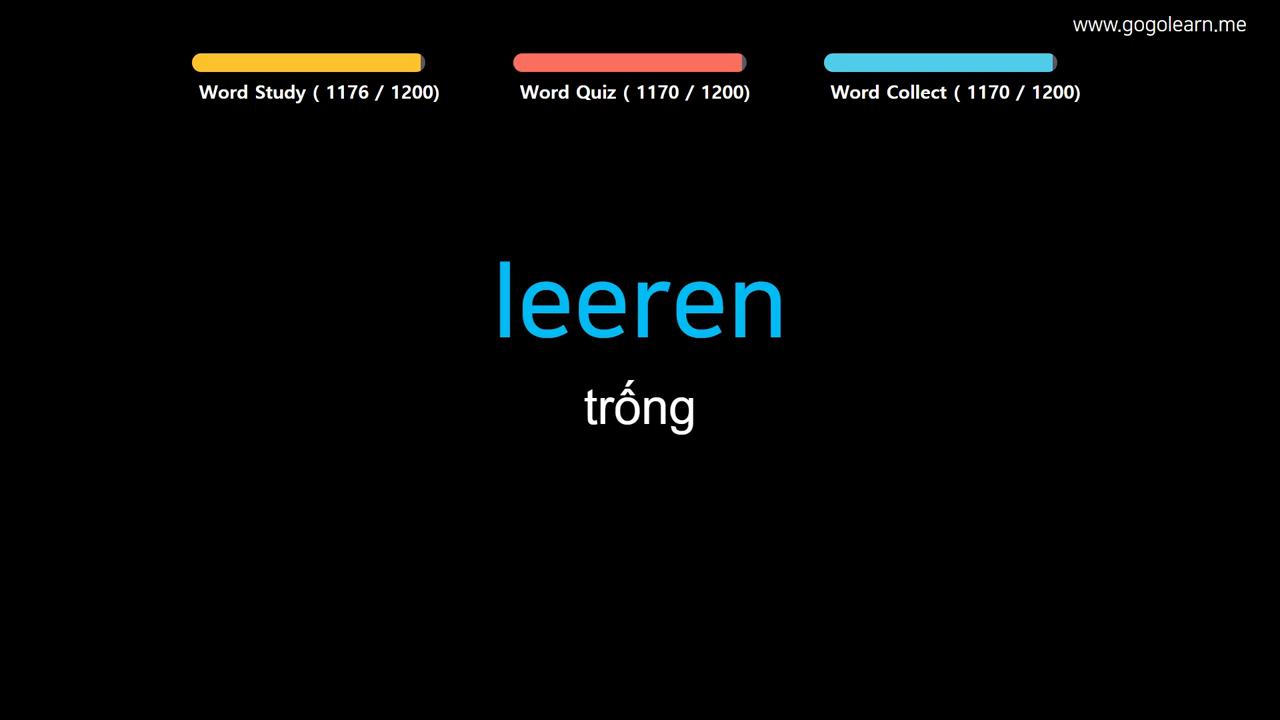 www.gogolearn.me
Word Study ( 1176 / 1200)
Word Quiz ( 1170 / 1200)
Word Collect ( 1170 / 1200)
leeren
trống